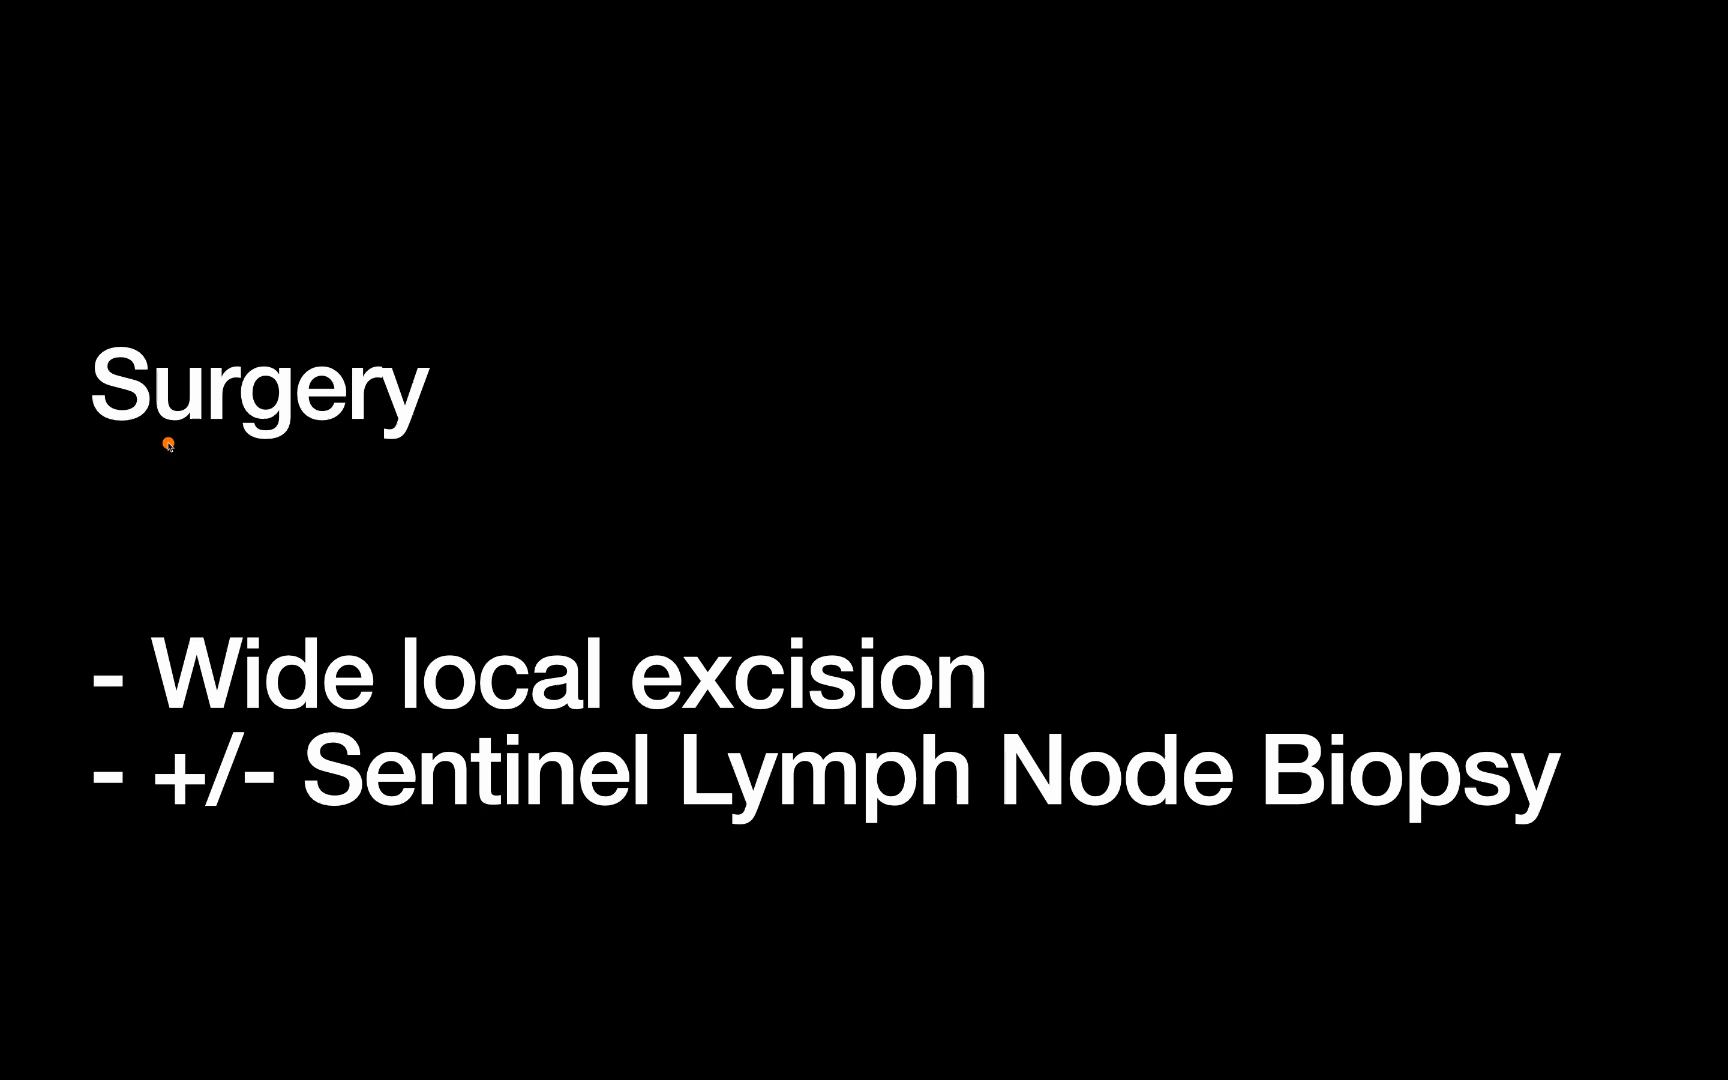 Surgery
- Wide local excision
- +/- Sentinel Lymph Node Biopsy